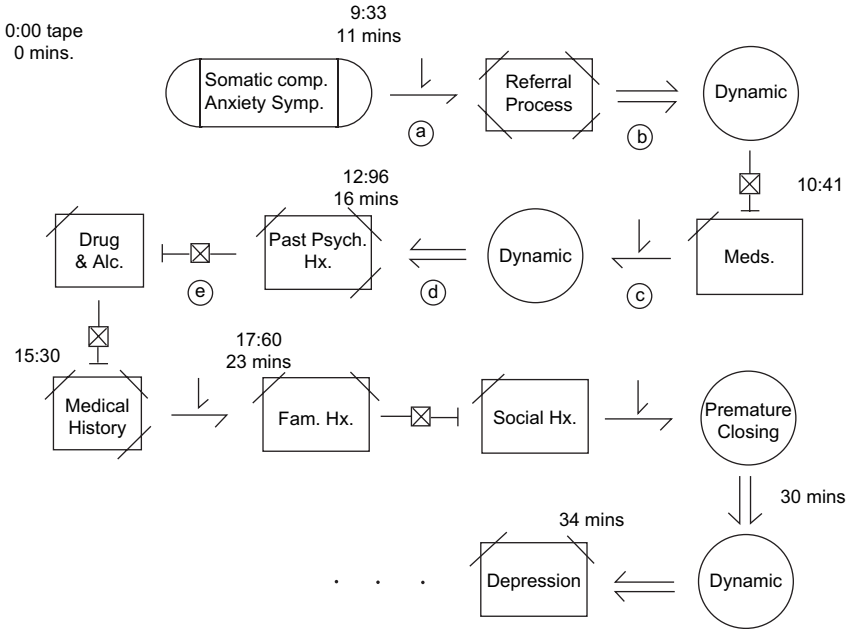 0:00 tape
0 mins.
Somatic comp.
Anxiety Symp.
9:33
11 mins
a
Referral
Process
b
Dynamic
10:41
Meds.
c
Dynamic
d
12:96
16 mins
Past Psych.
Hx.
e
Drug
& Alc.
15:30
Medical
History
17:60
23 mins
Fam. Hx.
Social Hx.
Premature
Closing
30 mins
Dynamic
34 mins
Depression
. . .